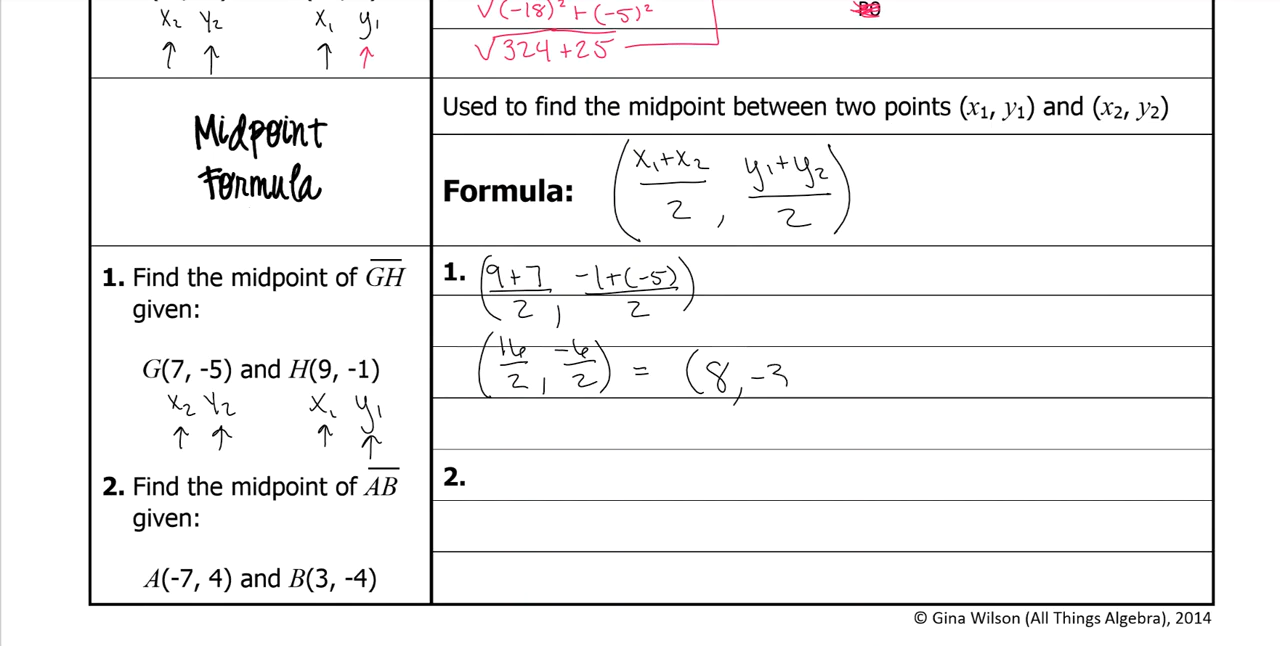 X₂ Y₂ X₁ y₁
√(-18)² + (-5)²
√324 + 25
Midpoint Formula
Used to find the midpoint between two points (x₁, y₁) and (x₂, y₂)
Formula: (x₁+x₂/2, y₁+y₂/2)
1. Find the midpoint of GH
given:
G(7, -5) and H(9, -1)
X₂ Y₂ X₁ y₁
1. (9+7/2, -1+(-5)/2)
(16/2, -6/2) = (8, -3
2. Find the midpoint of AB
given:
A(-7, 4) and B(3, -4)
2.
© Gina Wilson (All Things Algebra), 2014